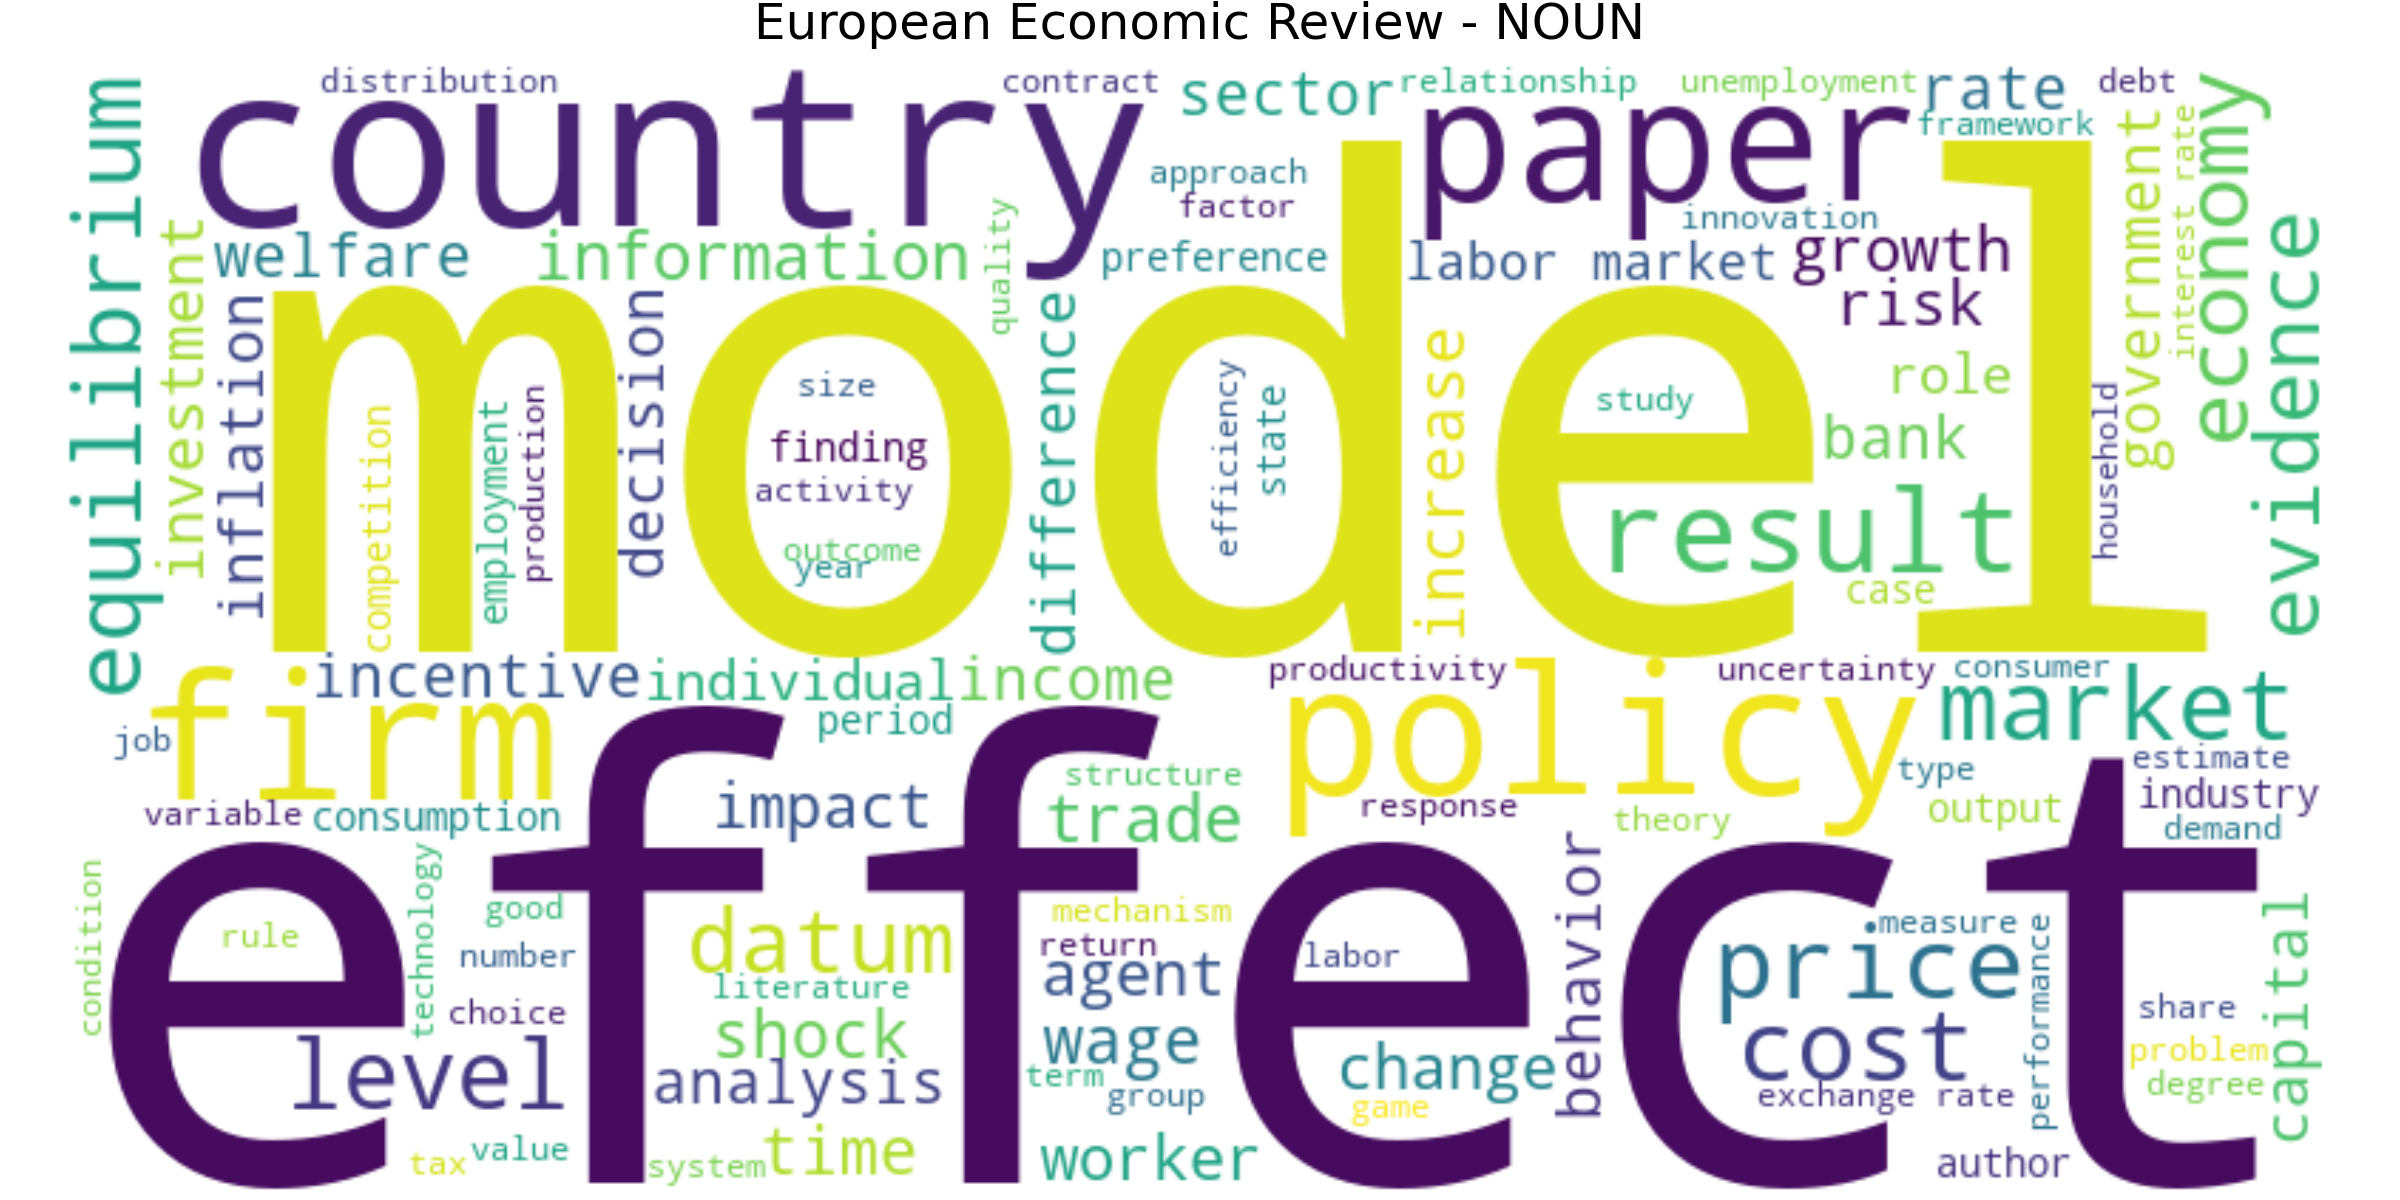 European Economic Review - NOUN
distribution
contract
sector
relationship
unemployment
rate
debt
country
paper
framework
equilibrium
investment
welfare
information
quality
approach
factor
preference
innovation
labor market
growth
risk
government
interest rate
economy
evidence
model
inflation
competition
employment
production
decision
size
finding
activity
outcome
year
difference
efficiency
state
increase
study
role
bank
result
case
household
firm
incentive
individual
income
period
productivity
policy
uncertainty
consumer
market
job
variable
consumption
impact
structure
trade
response
theory
type
output
estimate
industry
demand
effect
condition
rule
technology
good
number
choice
level
tax
value
datum
literature
shock
analysis
system
time
mechanism
return
agent
wage
term
group
worker
labor
change
game
behavior
measure
price
cost
exchange rate
performance
author
share
problem
degree
capital